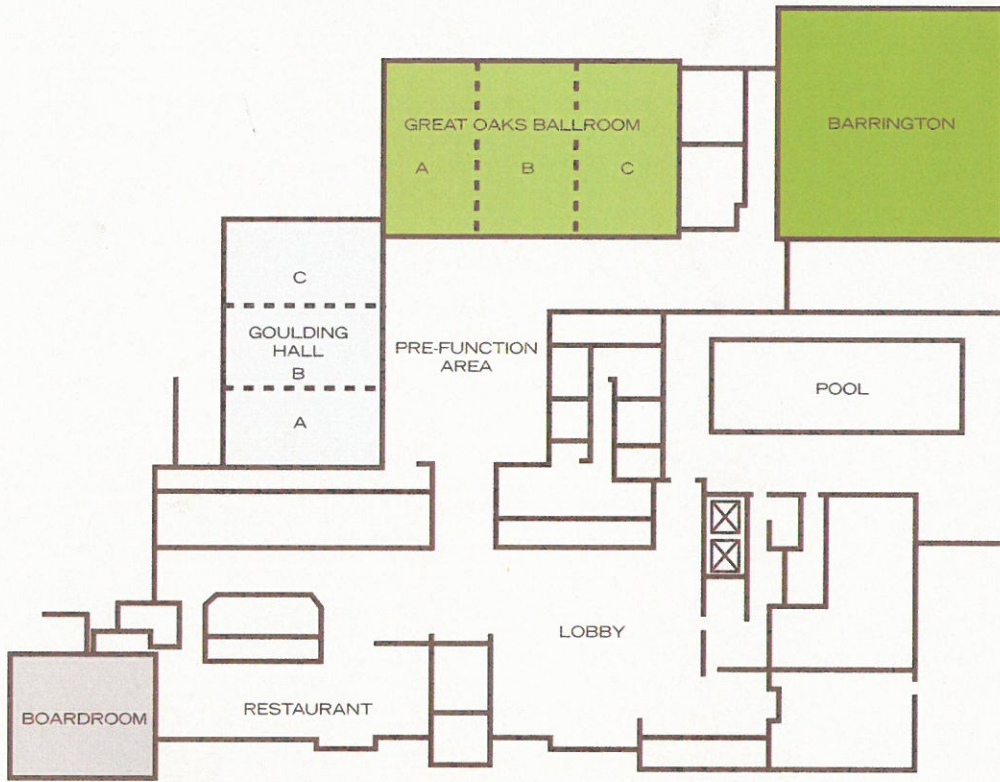 GREAT OAKS BALLROOM
A
B
C
BARRINGTON
C
GOULDING
HALL
B
A
PRE-FUNCTION
AREA
POOL
LOBBY
RESTAURANT
BOARDROOM